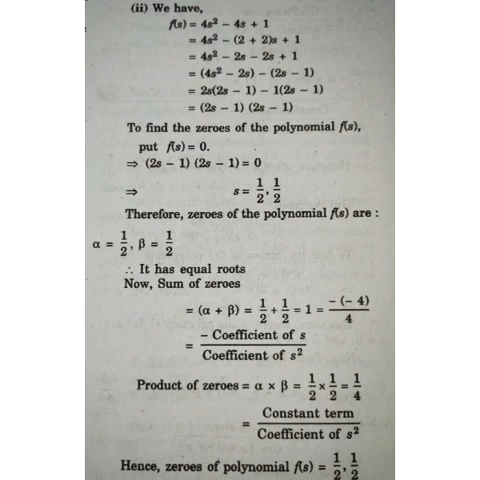 (ii) We have,
f(s) = 4s² − 4s + 1
= 4s² − (2 + 2)s + 1
= 4s² − 2s − 2s + 1
= (4s² − 2s) − (2s − 1)
= 2s(2s − 1) − 1(2s − 1)
= (2s − 1) (2s − 1)
To find the zeroes of the polynomial f(s),
put f(s) = 0.
⇒ (2s − 1) (2s − 1) = 0
⇒ s = 1/2, 1/2
Therefore, zeroes of the polynomial f(s) are :
α = 1/2, β = 1/2
∴ It has equal roots
Now, Sum of zeroes
= (α + β) = 1/2 + 1/2 = 1 = −(− 4)/4
= − Coefficient of s / Coefficient of s²
Product of zeroes = α × β = 1/2 × 1/2 = 1/4
= Constant term / Coefficient of s²
Hence, zeroes of polynomial f(s) = 1/2, 1/2